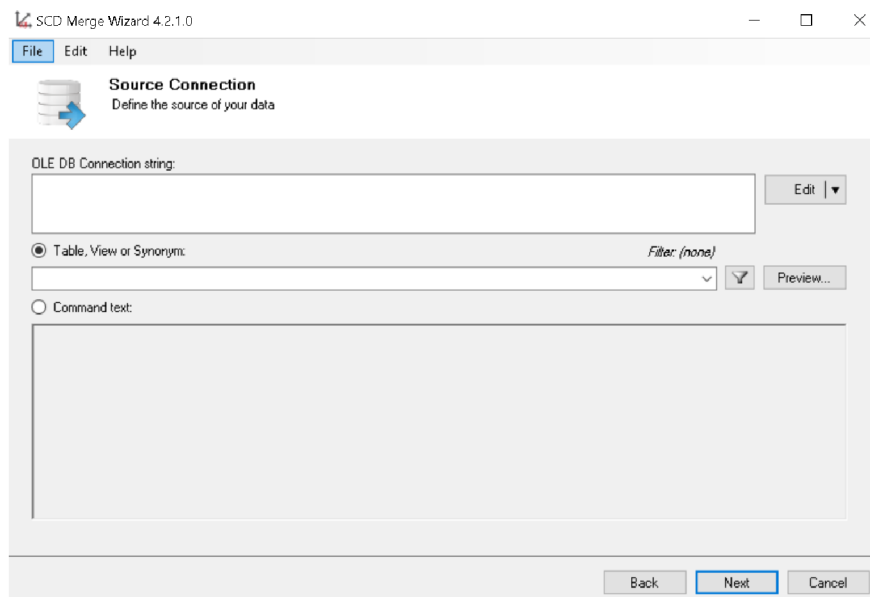 SCD Merge Wizard 4.2.1.0
File Edit Help
Source Connection
Define the source of your data
OLE DB Connection string:
Edit
Table, View or Synonym:
Filter: (none)
Preview...
Command text:
Back Next Cancel